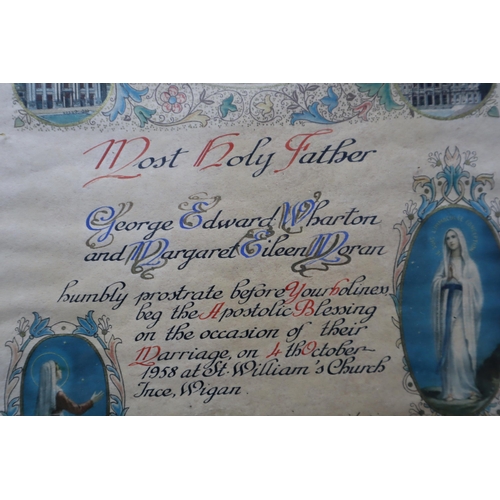 Most Holy Father
George Edward Wharton
and Margaret Eileen Moran
humbly prostrate before Your holiness
beg the Apostolic Blessing
on the occasion of their
Marriage, on 4th October
1958 at St. William's Church
Ince, Wigan.